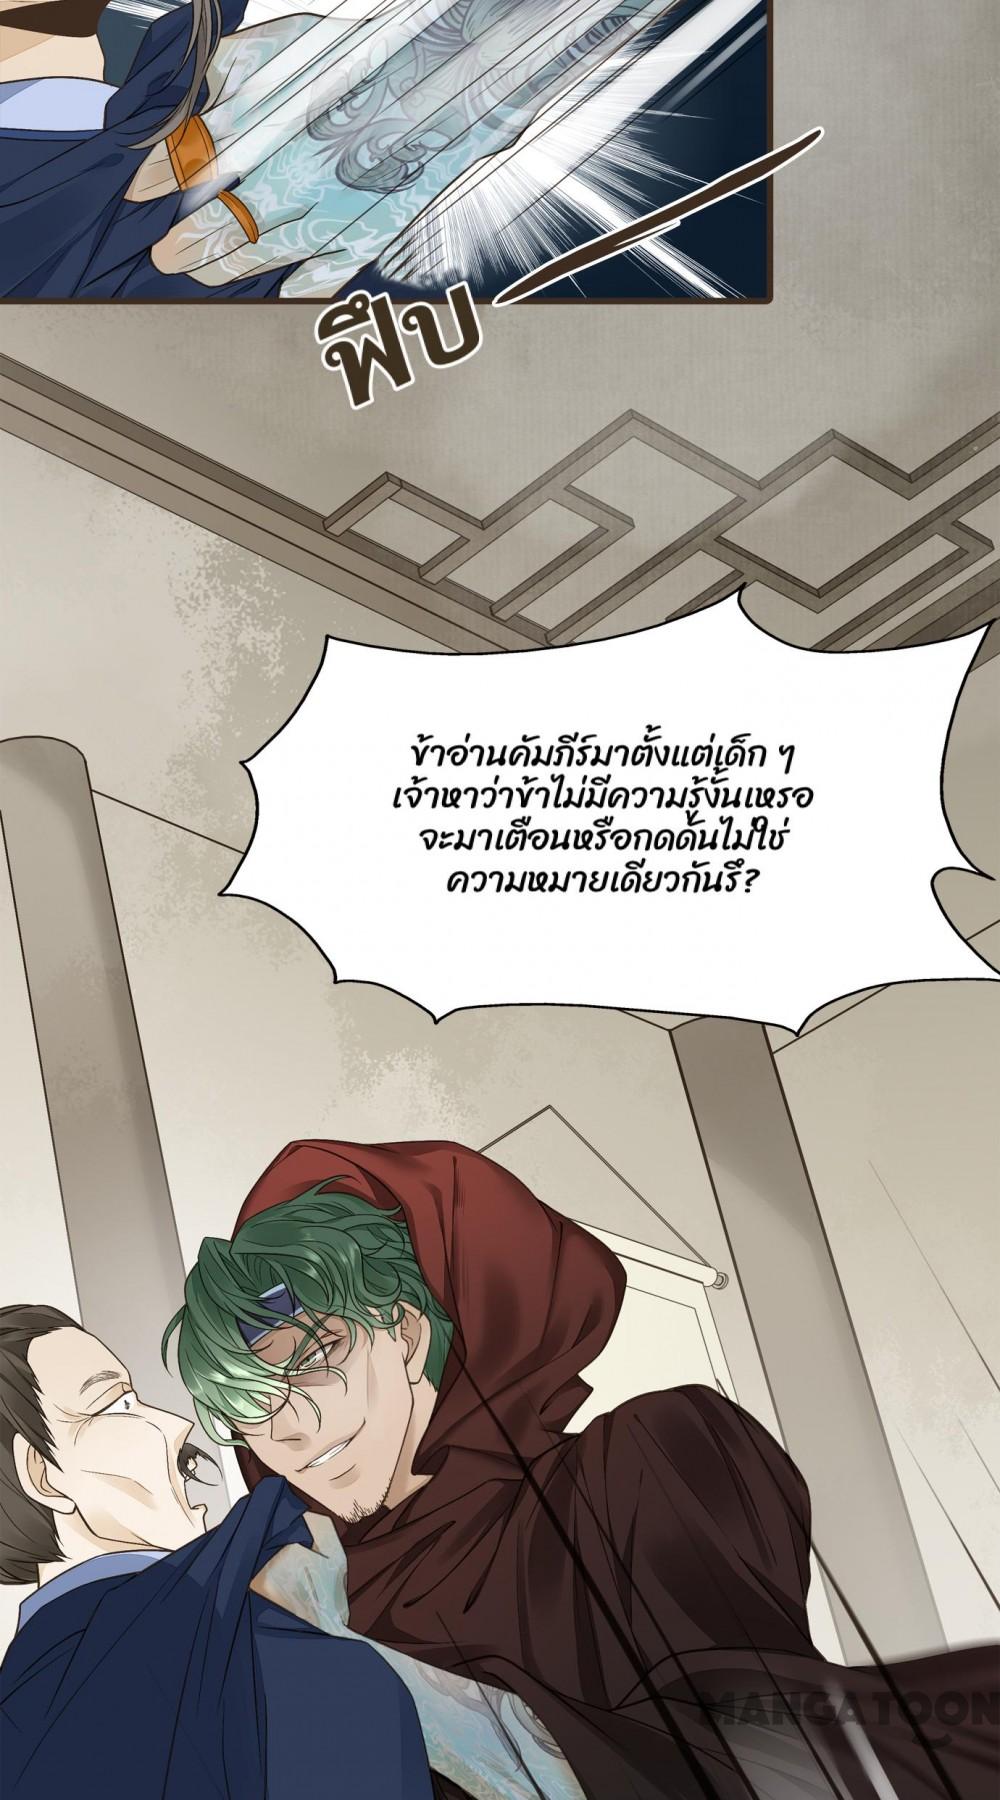 ฟึบ
ข้าอ่านคัมภีร์มาตั้งแต่เด็ก ๆ
เจ้าหาว่าข้าไม่มีความรู้งั้นเหรอ
จะมาเตือนหรือกดดันไม่ใช่
ความหมายเดียวกันรึ?
MANGATOON